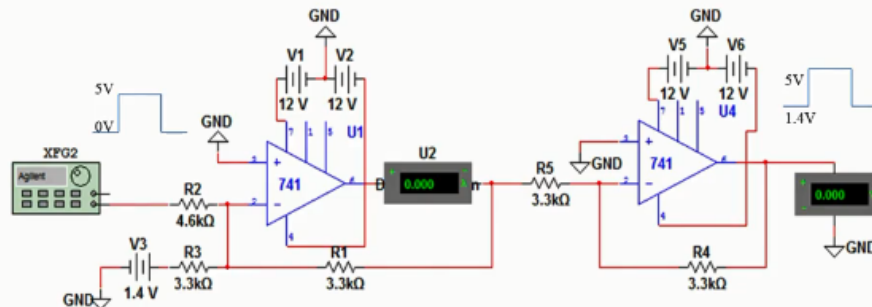 GND
V1 V2
12 V 12 V
5V
0V
GND
7 1 5
U1
3
+
741
6
2
−
4
XFG2
Agilent
R2
4.6kΩ
V3
1.4 V
R3
3.3kΩ
GND
R1
3.3kΩ
U2
0.000
R5
3.3kΩ
GND
V5 V6
12 V 12 V
7 1 5
U4
3
+
GND
741
6
2
−
4
R4
3.3kΩ
5V
1.4V
0.000
GND